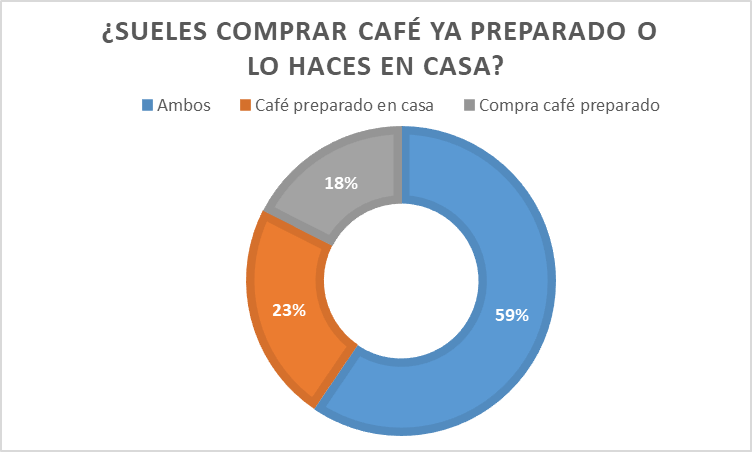 ¿SUELES COMPRAR CAFÉ YA PREPARADO O
LO HACES EN CASA?
Ambos Café preparado en casa Compra café preparado
18%
23%
59%